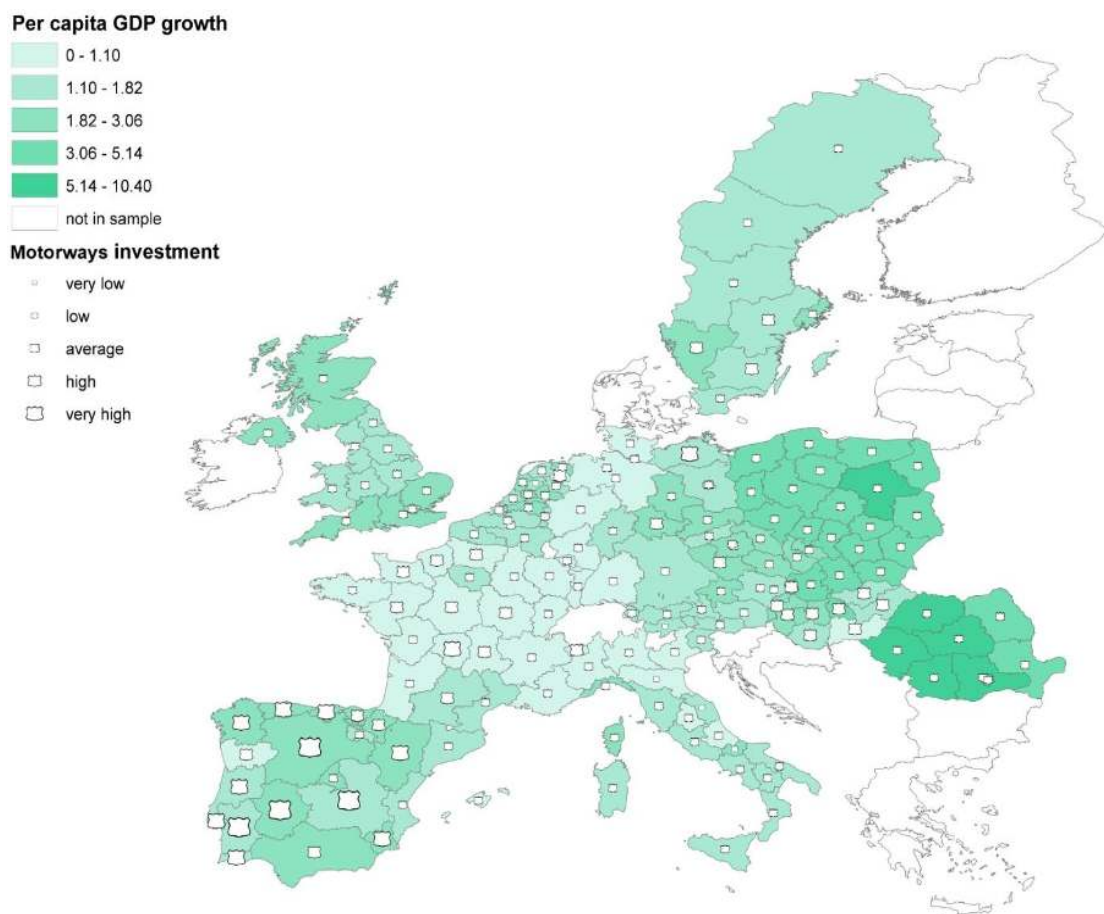 Per capita GDP growth
0 - 1.10
1.10 - 1.82
1.82 - 3.06
3.06 - 5.14
5.14 - 10.40
not in sample
Motorways investment
very low
low
average
high
very high